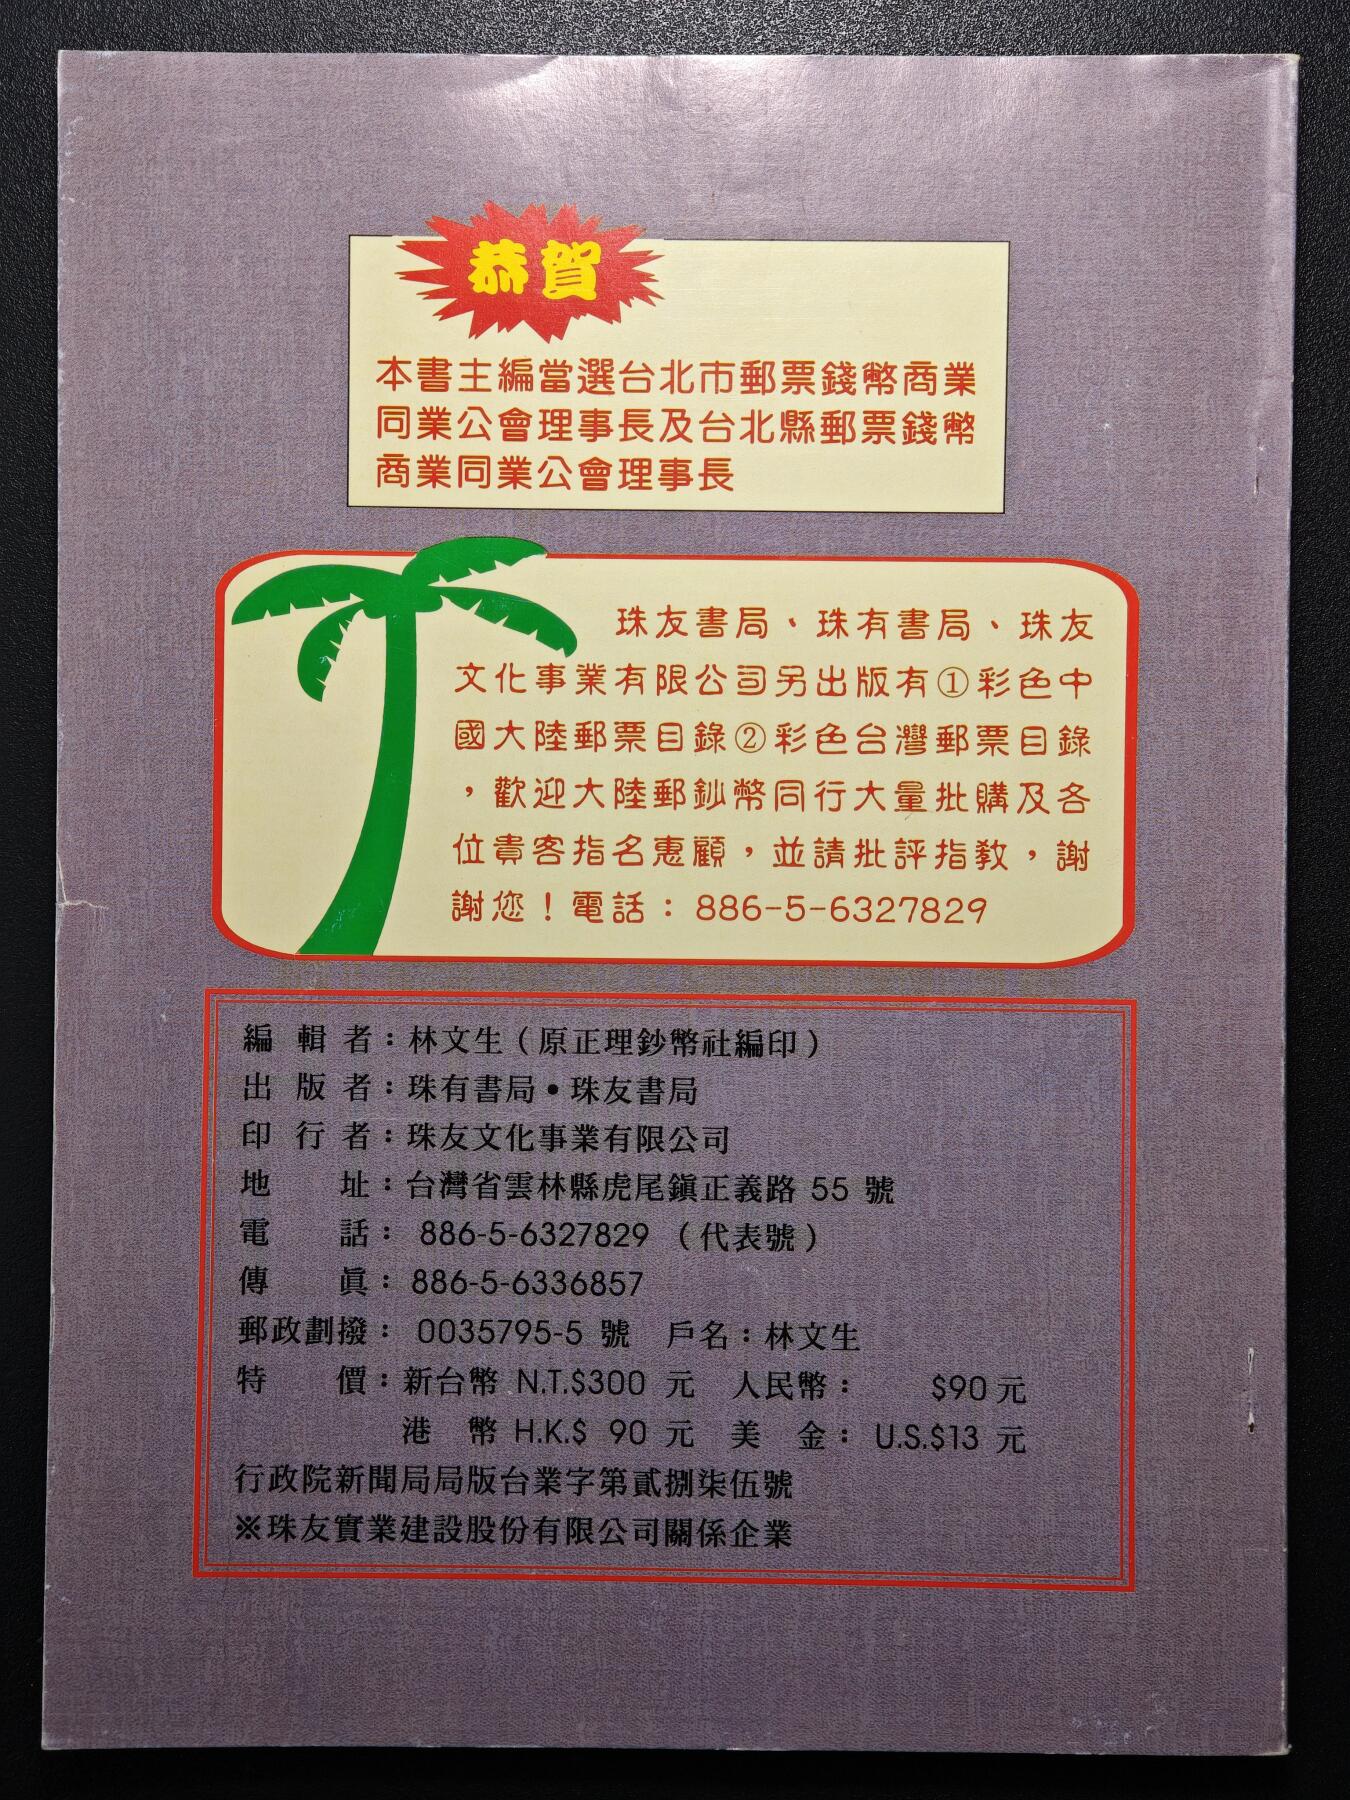 恭賀
本書主編當選台北市郵票錢幣商業
同業公會理事長及台北縣郵票錢幣
商業同業公會理事長
珠友書局、珠有書局、珠友
文化事業有限公司另出版有①彩色中
國大陸郵票目錄②彩色台灣郵票目錄
，歡迎大陸郵鈔幣同行大量批購及各
位貴客指名惠顧，並請批評指教，謝
謝您！電話：886-5-6327829
編輯者：林文生（原正理鈔幣社編印）
出版者：珠有書局•珠友書局
印行者：珠友文化事業有限公司
地　址：台灣省雲林縣虎尾鎮正義路 55 號
電　話： 886-5-6327829 （代表號）
傳　眞：886-5-6336857
郵政劃撥： 0035795-5 號　戶名：林文生
特　價：新台幣 N.T.$300 元　人民幣：　$90元
港　幣 H.K.$ 90 元　美　金：U.S.$13 元
行政院新聞局局版台業字第貳捌柒伍號
※珠友實業建設股份有限公司關係企業